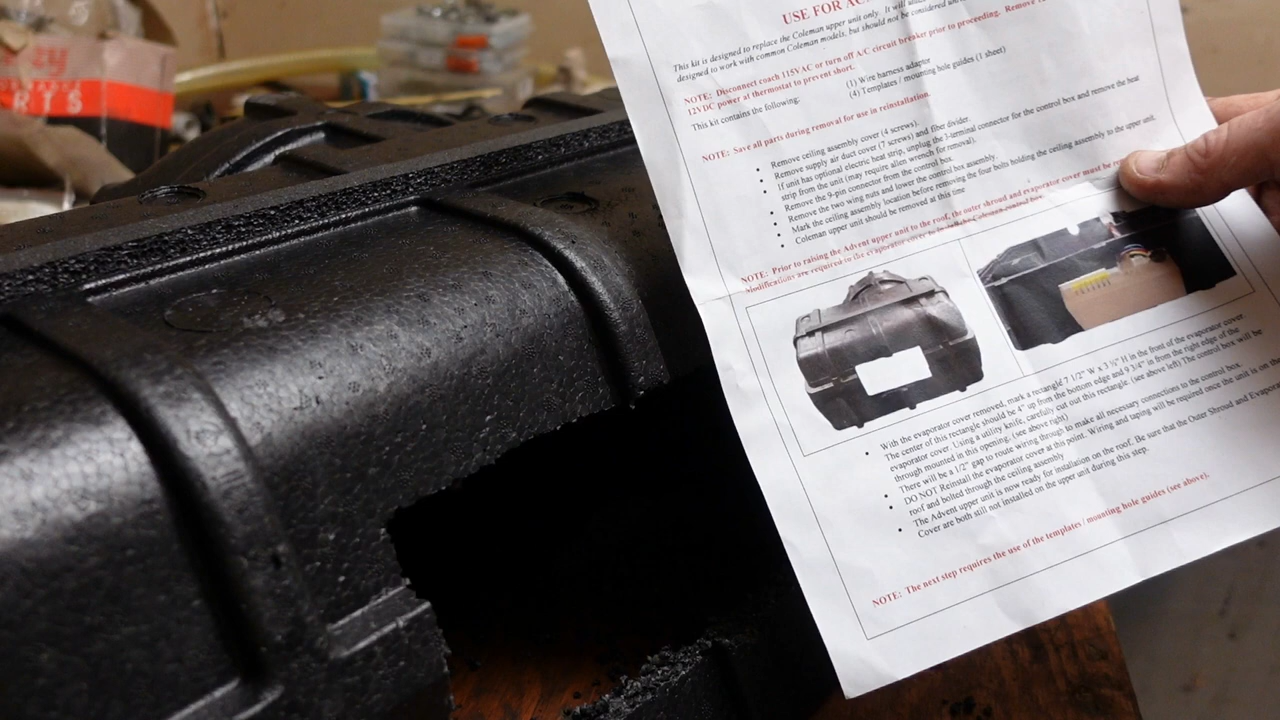 USE FOR
This kit is designed to replace the Coleman upper unit only. It will
designed to work with common Coleman models, but should not be considered
NOTE: Disconnect coach 115VAC or turn off A/C circuit breaker prior to proceeding. Remove
12VDC power at thermostat to prevent short.
This kit contains the following:
(1) Wire harness adaptor
(4) Templates / mounting hole guides (1 sheet)
NOTE: Save all parts during removal for use in reinstallation.
• Remove ceiling assembly cover (4 screws).
• Remove supply air duct cover (7 screws) and fiber divider.
• If unit has optional electric heat strip, unplug the 3-terminal connector for the control box and remove the heat
strip from the unit (may require allen wrench for removal).
• Remove the 9-pin connector from the control box.
• Remove the two wing nuts and lower the control box assembly.
• Mark the ceiling assembly location before removing the four bolts holding the ceiling assembly to the upper unit.
• Coleman upper unit should be removed at this time
NOTE: Prior to raising the Advent upper unit to the roof, the outer shroud and evaporator cover must be
Modifications are required to the evaporator cover to install the Coleman control box.
• With the evaporator cover removed, mark a rectangle 7 1/2" W x 3 ½" H in the front of the evaporator cover
The center of this rectangle should be 4" up from the bottom edge and 9 3/4" in from the right edge of the
evaporator cover. Using a utility knife, carefully cut out this rectangle. (see above left) The control box will be
through mounted in this opening. (see above right)
There will be a 1/2" gap to route wiring through to make all necessary connections to the control box.
• DO NOT Reinstall the evaporator cover at this point. Wiring and taping will be required once the unit is on the
roof and bolted through the ceiling assembly
• The Advent upper unit is now ready for installation on the roof. Be sure that the Outer Shroud and
Cover are both still not installed on the upper unit during this step.
NOTE: The next step requires the use of the templates / mounting hole guides (see above).